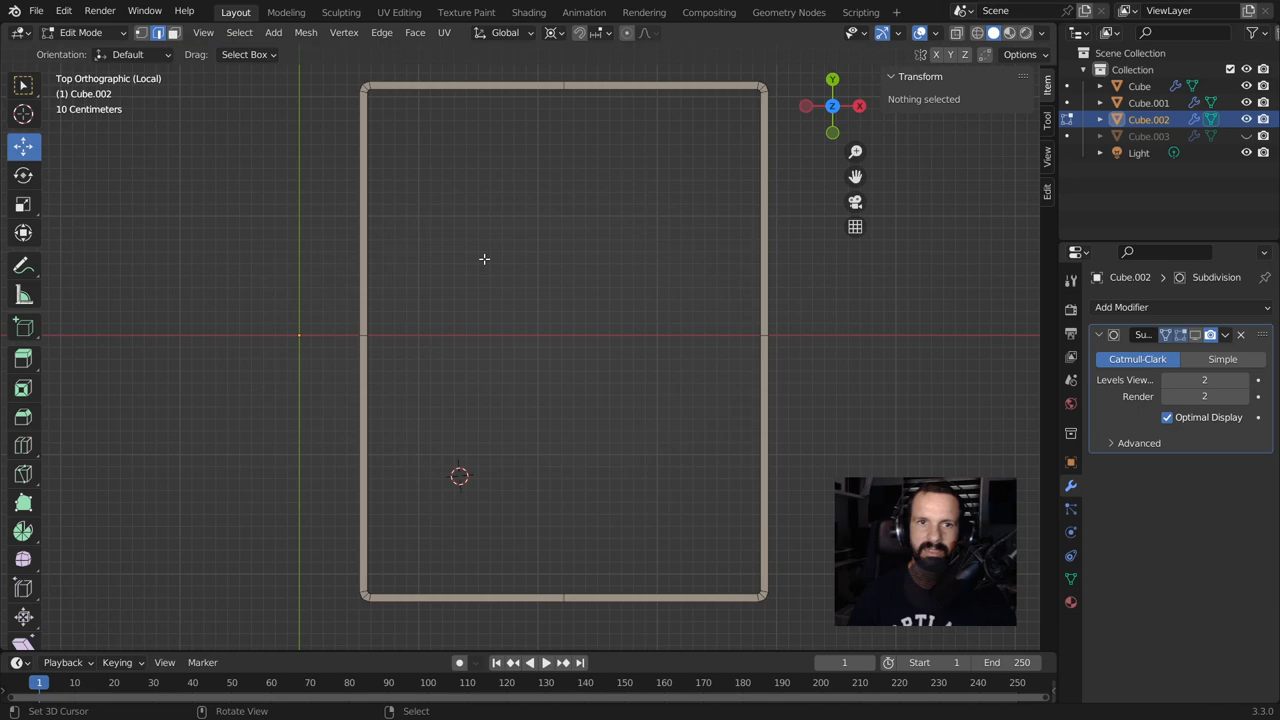 File Edit Render Window Help Layout Modeling Sculpting UV Editing Texture Paint Shading Animation Rendering Compositing Geometry Nodes Scripting Scene ViewLayer
Edit Mode View Select Add Mesh Vertex Edge Face UV Global
Orientation: Default Drag: Select Box X Y Z Options
Top Orthographic (Local)
(1) Cube.002
10 Centimeters
Y
Z
X
Transform
Nothing selected
Item
Tool
View
Edit
Scene Collection
Collection
Cube
Cube.001
Cube.002
Cube.003
Light
Cube.002 Subdivision
Add Modifier
Su...
Catmull-Clark Simple
Levels View... 2
Render 2
Optimal Display
Advanced
Playback Keying View Marker 1 Start 1 End 250
1 10 20 30 40 50 60 70 80 90 100 110 120 130 140 150 160 170 180 190 200 210 220 230 240 250
Set 3D Cursor Rotate View Select 3.3.0